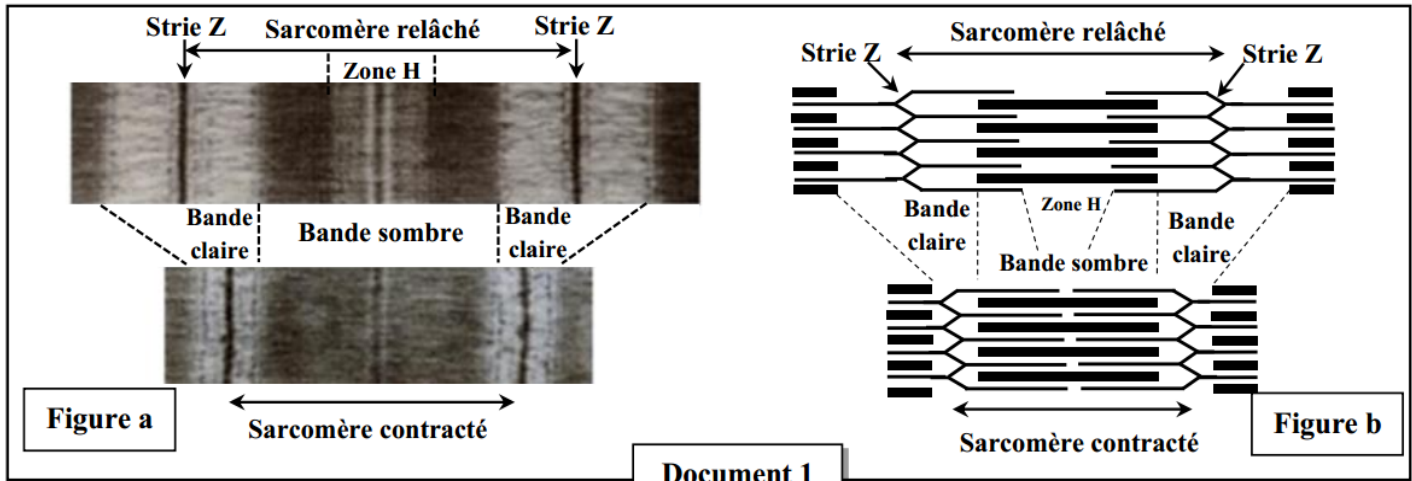 Strie Z
Sarcomère relâché
Strie Z
Zone H
Bande
claire
Bande sombre
Bande
claire
Figure a
Sarcomère contracté
Sarcomère relâché
Strie Z
Strie Z
Bande
claire
Zone H
Bande
claire
Bande sombre
Sarcomère contracté
Figure b
Document 1